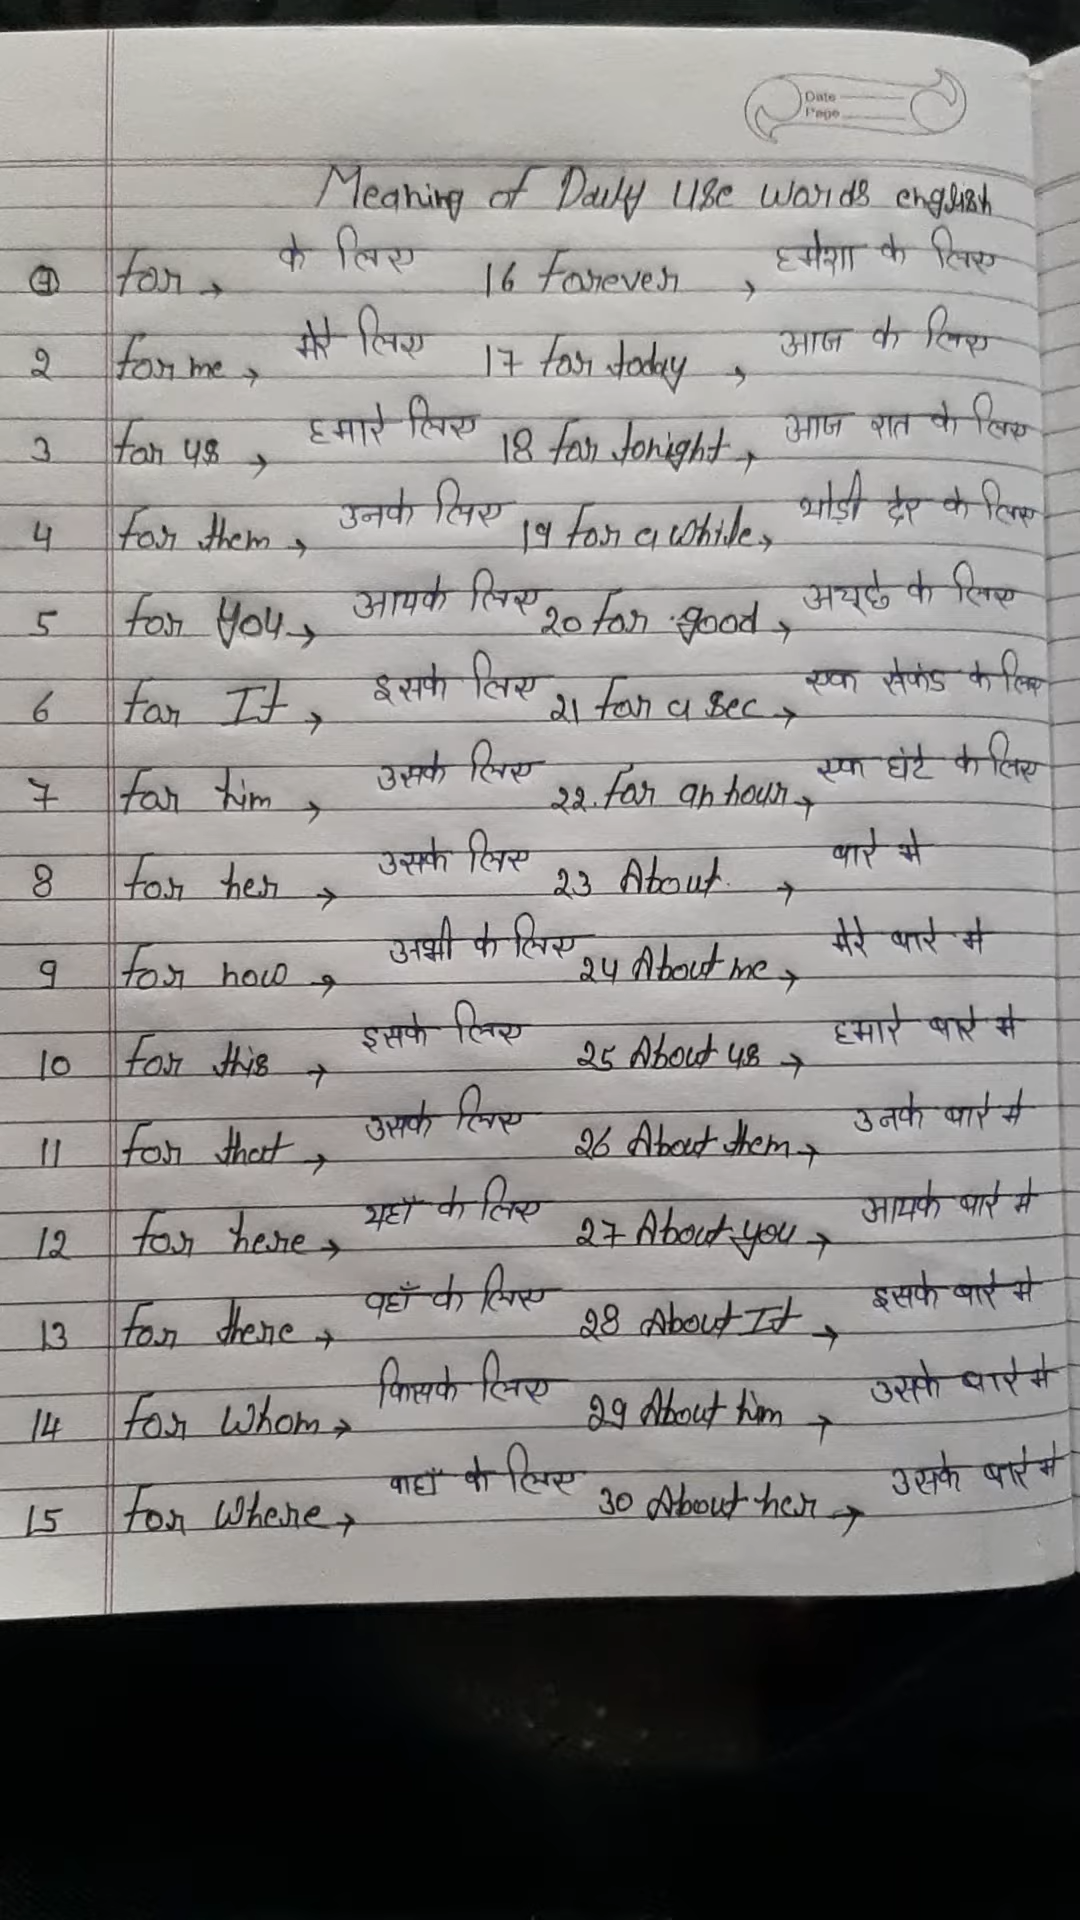 Date
Page
Meaning of Daily Use words english
1 for → के लिए 16 forever → हमेशा के लिए
2 for me → मेरे लिए 17 for today → आज के लिए
3 for us → हमारे लिए 18 for tonight → आज रात के लिए
4 for them → उनके लिए 19 for a while → थोड़ी देर के लिए
5 for you → आपके लिए 20 for good → अच्छे के लिए
6 for It → इसके लिए 21 for a sec → एक सेकंड के लिए
7 for him → उसके लिए 22. for an hour → एक घंटे के लिए
8 for her → उसके लिए 23 About → बारे मे
9 for now → अभी के लिए 24 About me → मेरे बारे मे
10 for this → इसके लिए 25 About us → हमारे बारे मे
11 for that → उसके लिए 26 About them → उनके बारे मे
12 for here → यहाँ के लिए 27 About you → आपके बारे मे
13 for there → वहाँ के लिए 28 About It → इसके बारे मे
14 for whom → किसके लिए 29 About him → उसके बारे मे
15 for where → काहाँ के लिए 30 About her → उसके बारे मे